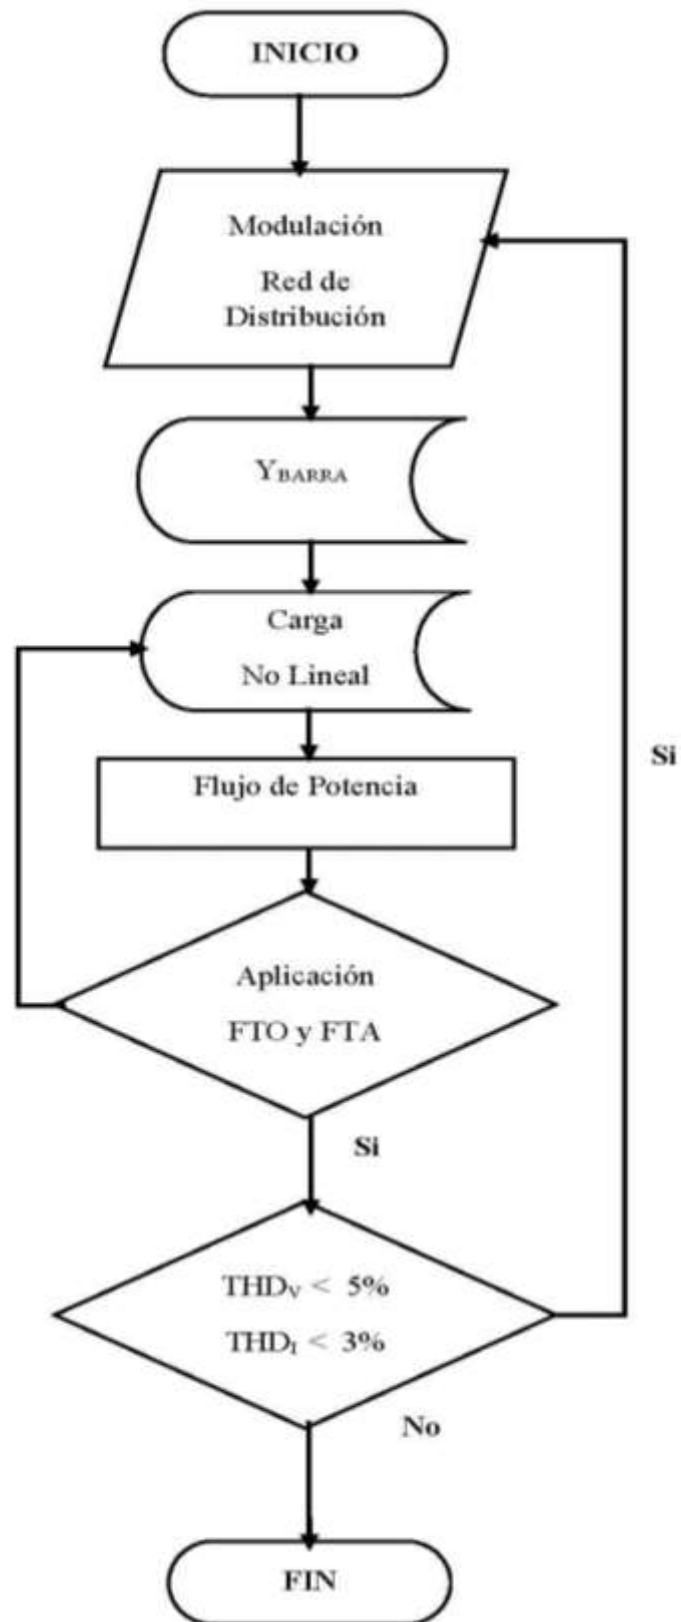 INICIO
Modulación
Red de
Distribución
YBARRA
Carga
No Lineal
Si
Flujo de Potencia
Aplicación
FTO y FTA
Si
THDV < 5%
THDI < 3%
No
FIN